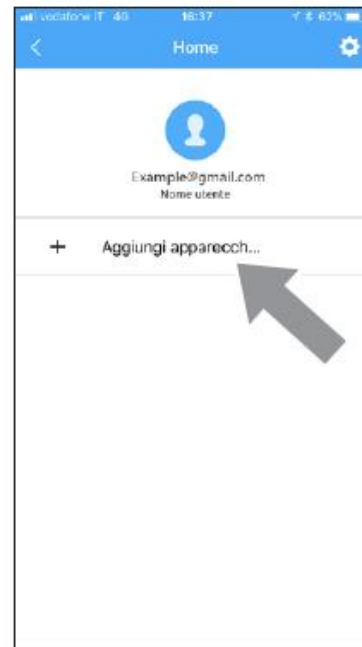 vodafone IT 4G 16:37 63%
Home
Example@gmail.com
Nome utente
+ Aggiungi apparecch...